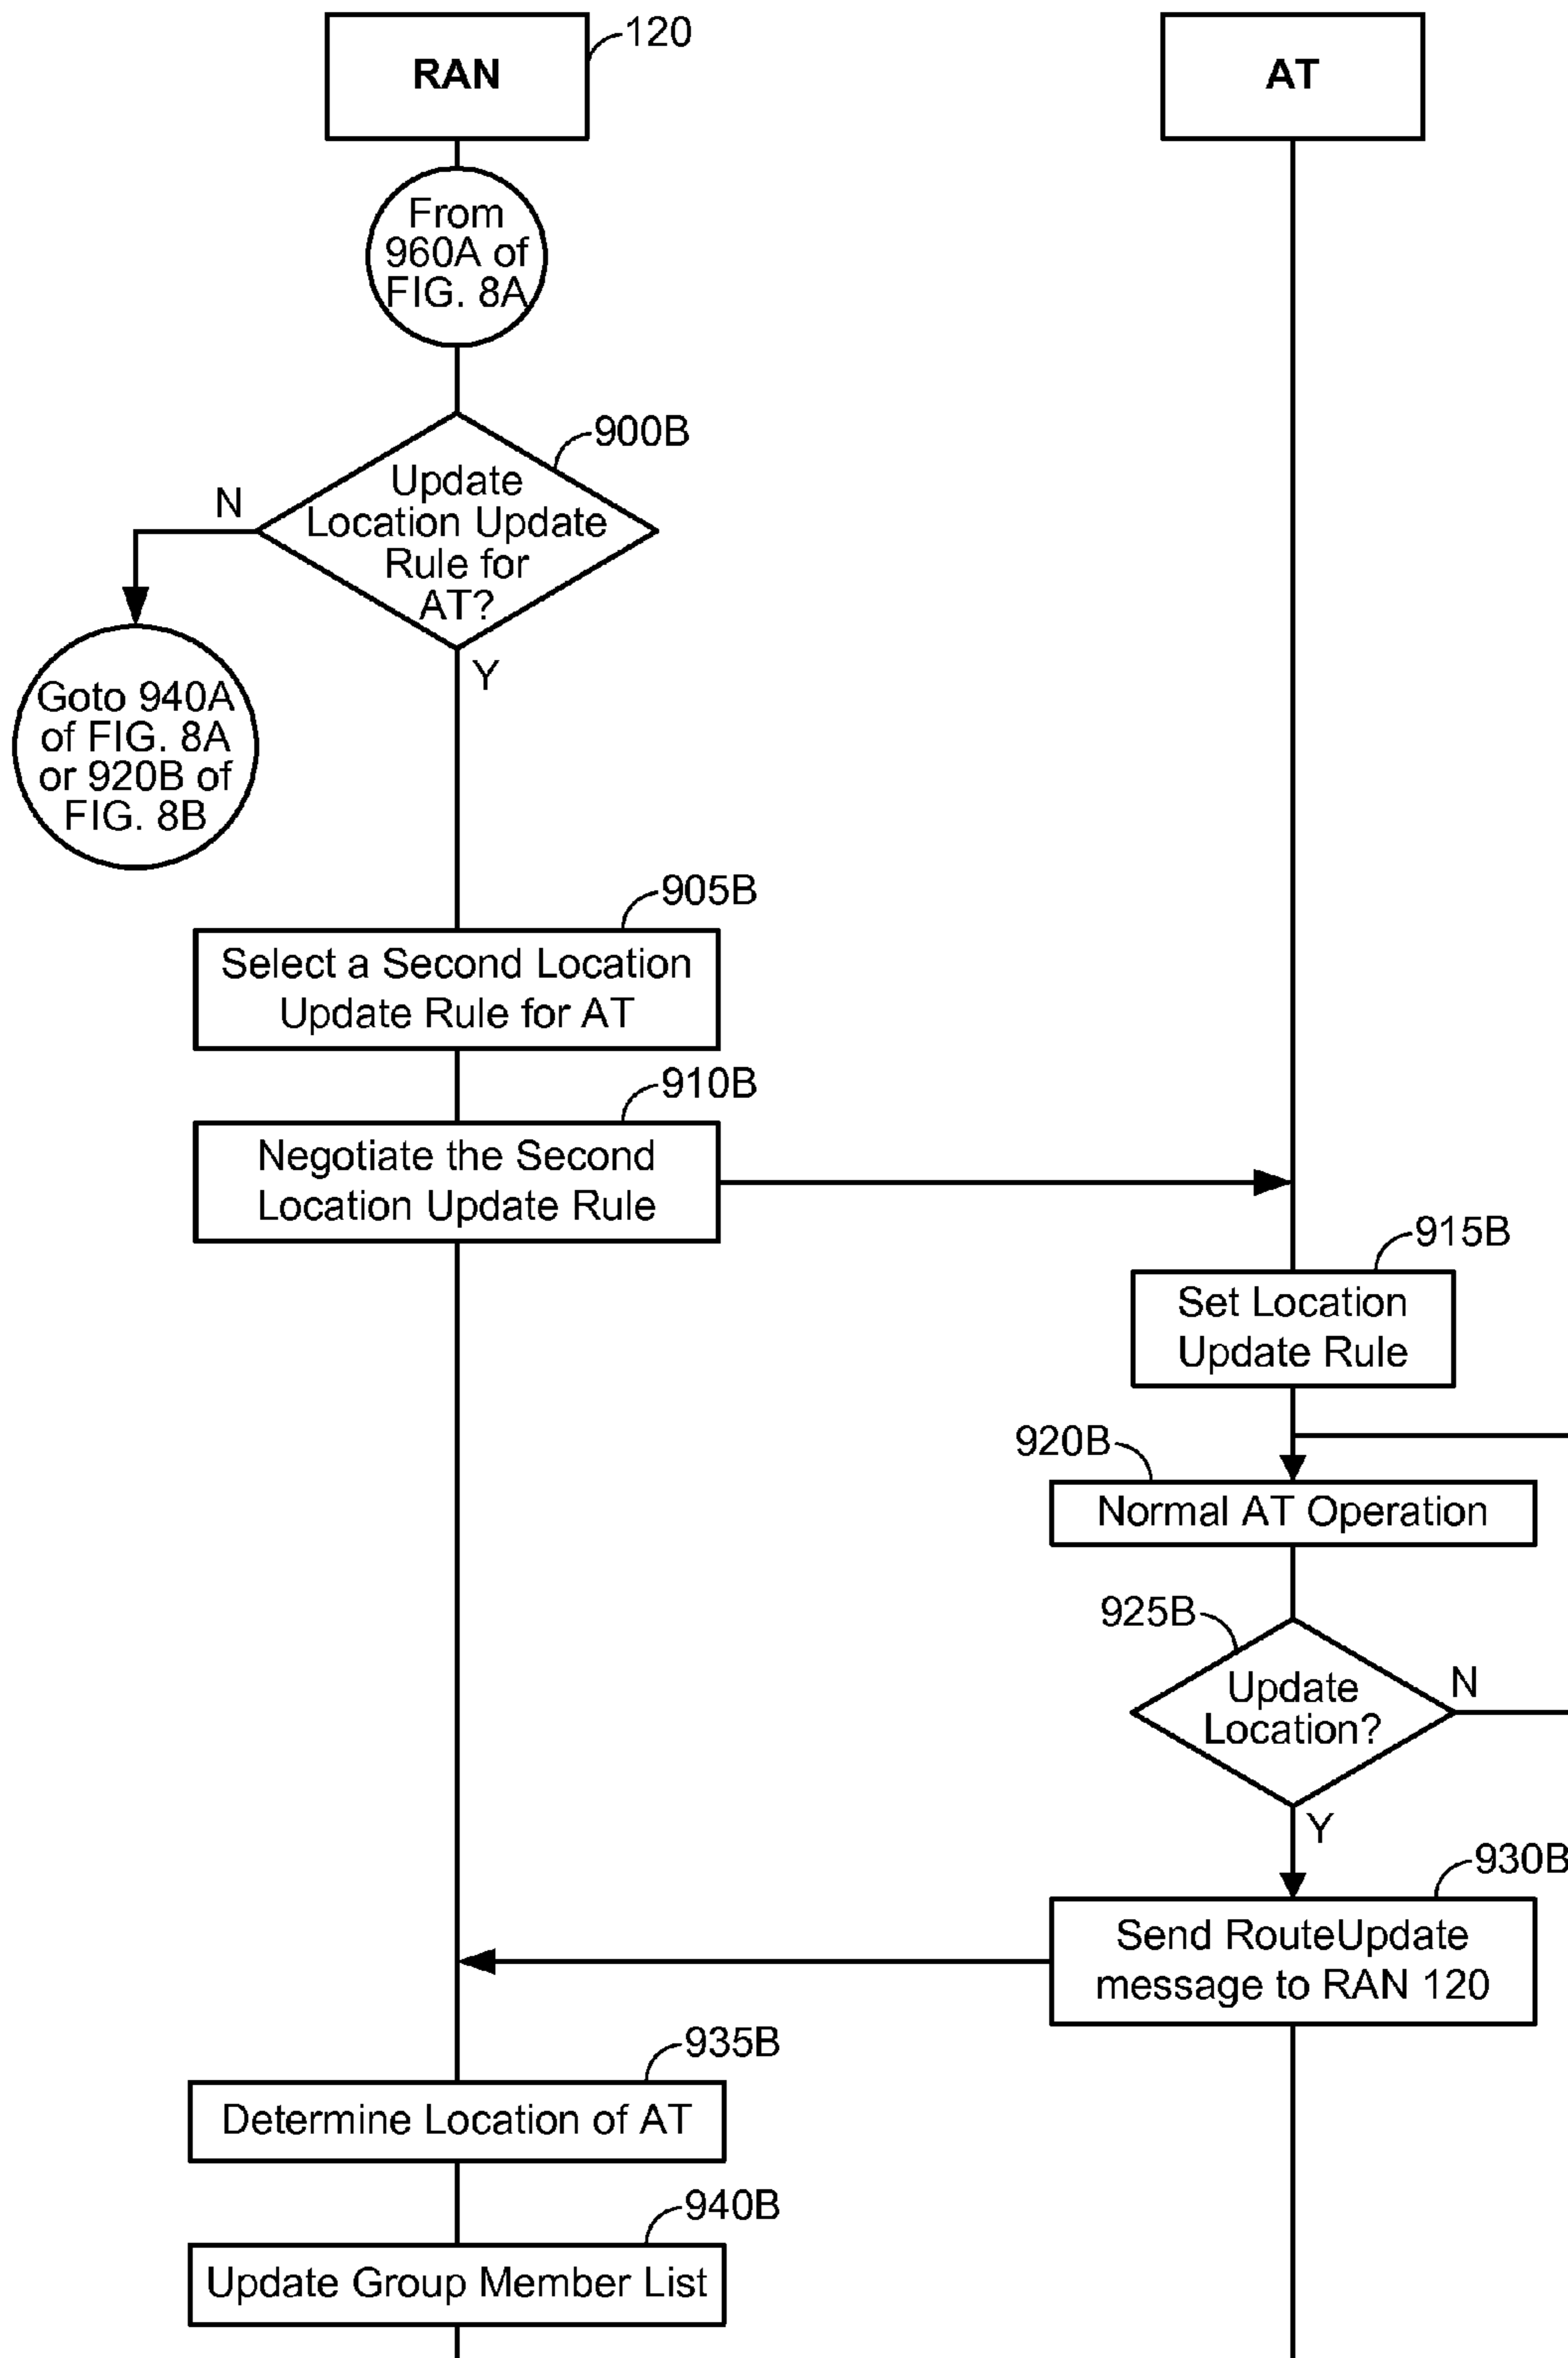 RAN
120
AT
From
960A of
FIG. 8A
900B
Update
Location Update
Rule for
AT?
N
Y
Goto 940A
of FIG. 8A
or 920B of
FIG. 8B
905B
Select a Second Location
Update Rule for AT
910B
Negotiate the Second
Location Update Rule
915B
Set Location
Update Rule
920B
Normal AT Operation
925B
Update
Location?
N
Y
930B
Send RouteUpdate
message to RAN 120
935B
Determine Location of AT
940B
Update Group Member List